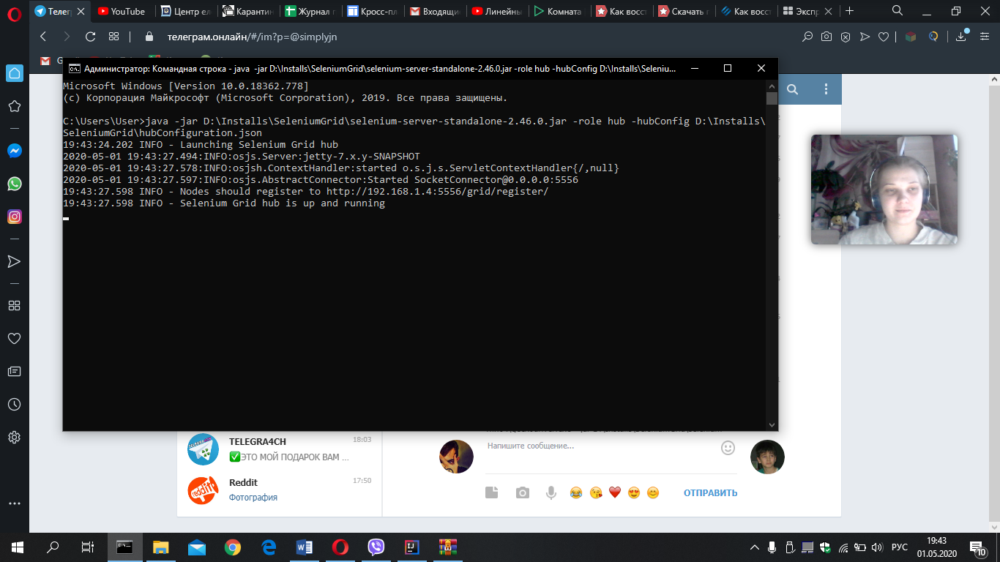 Телегр
YouTube
Центр ел
Карантин
Журнал п
Кросс-пл
Входящи
Линейны
Комната
Как восст
Скачать г
Как восст
Экспр
телеграм.онлайн/#/im?p=@simplyjn
Администратор: Командная строка - java -jar D:\Installs\SeleniumGrid\selenium-server-standalone-2.46.0.jar -role hub -hubConfig D:\Installs\Seleniu...
Microsoft Windows [Version 10.0.18362.778]
(c) Корпорация Майкрософт (Microsoft Corporation), 2019. Все права защищены.
C:\Users\User>java -jar D:\Installs\SeleniumGrid\selenium-server-standalone-2.46.0.jar -role hub -hubConfig D:\Installs\
SeleniumGrid\hubConfiguration.json
19:43:24.202 INFO - Launching Selenium Grid hub
2020-05-01 19:43:27.494:INFO:osjs.Server:jetty-7.x.y-SNAPSHOT
2020-05-01 19:43:27.578:INFO:osjsh.ContextHandler:started o.s.j.s.ServletContextHandler{/,null}
2020-05-01 19:43:27.597:INFO:osjs.AbstractConnector:Started SocketConnector@0.0.0.0:5556
19:43:27.598 INFO - Nodes should register to http://192.168.1.4:5556/grid/register/
19:43:27.598 INFO - Selenium Grid hub is up and running
TELEGRA4CH 18:03
✅ЭТО МОЙ ПОДАРОК ВАМ ...
Reddit 17:50
Фотография
Напишите сообщение...
ОТПРАВИТЬ
РУС
19:43
01.05.2020
10